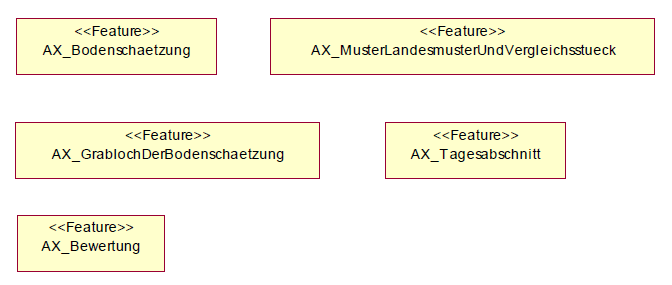 <<Feature>>
AX_Bodenschaetzung
<<Feature>>
AX_MusterLandesmusterUndVergleichsstueck
<<Feature>>
AX_GrablochDerBodenschaetzung
<<Feature>>
AX_Tagesabschnitt
<<Feature>>
AX_Bewertung